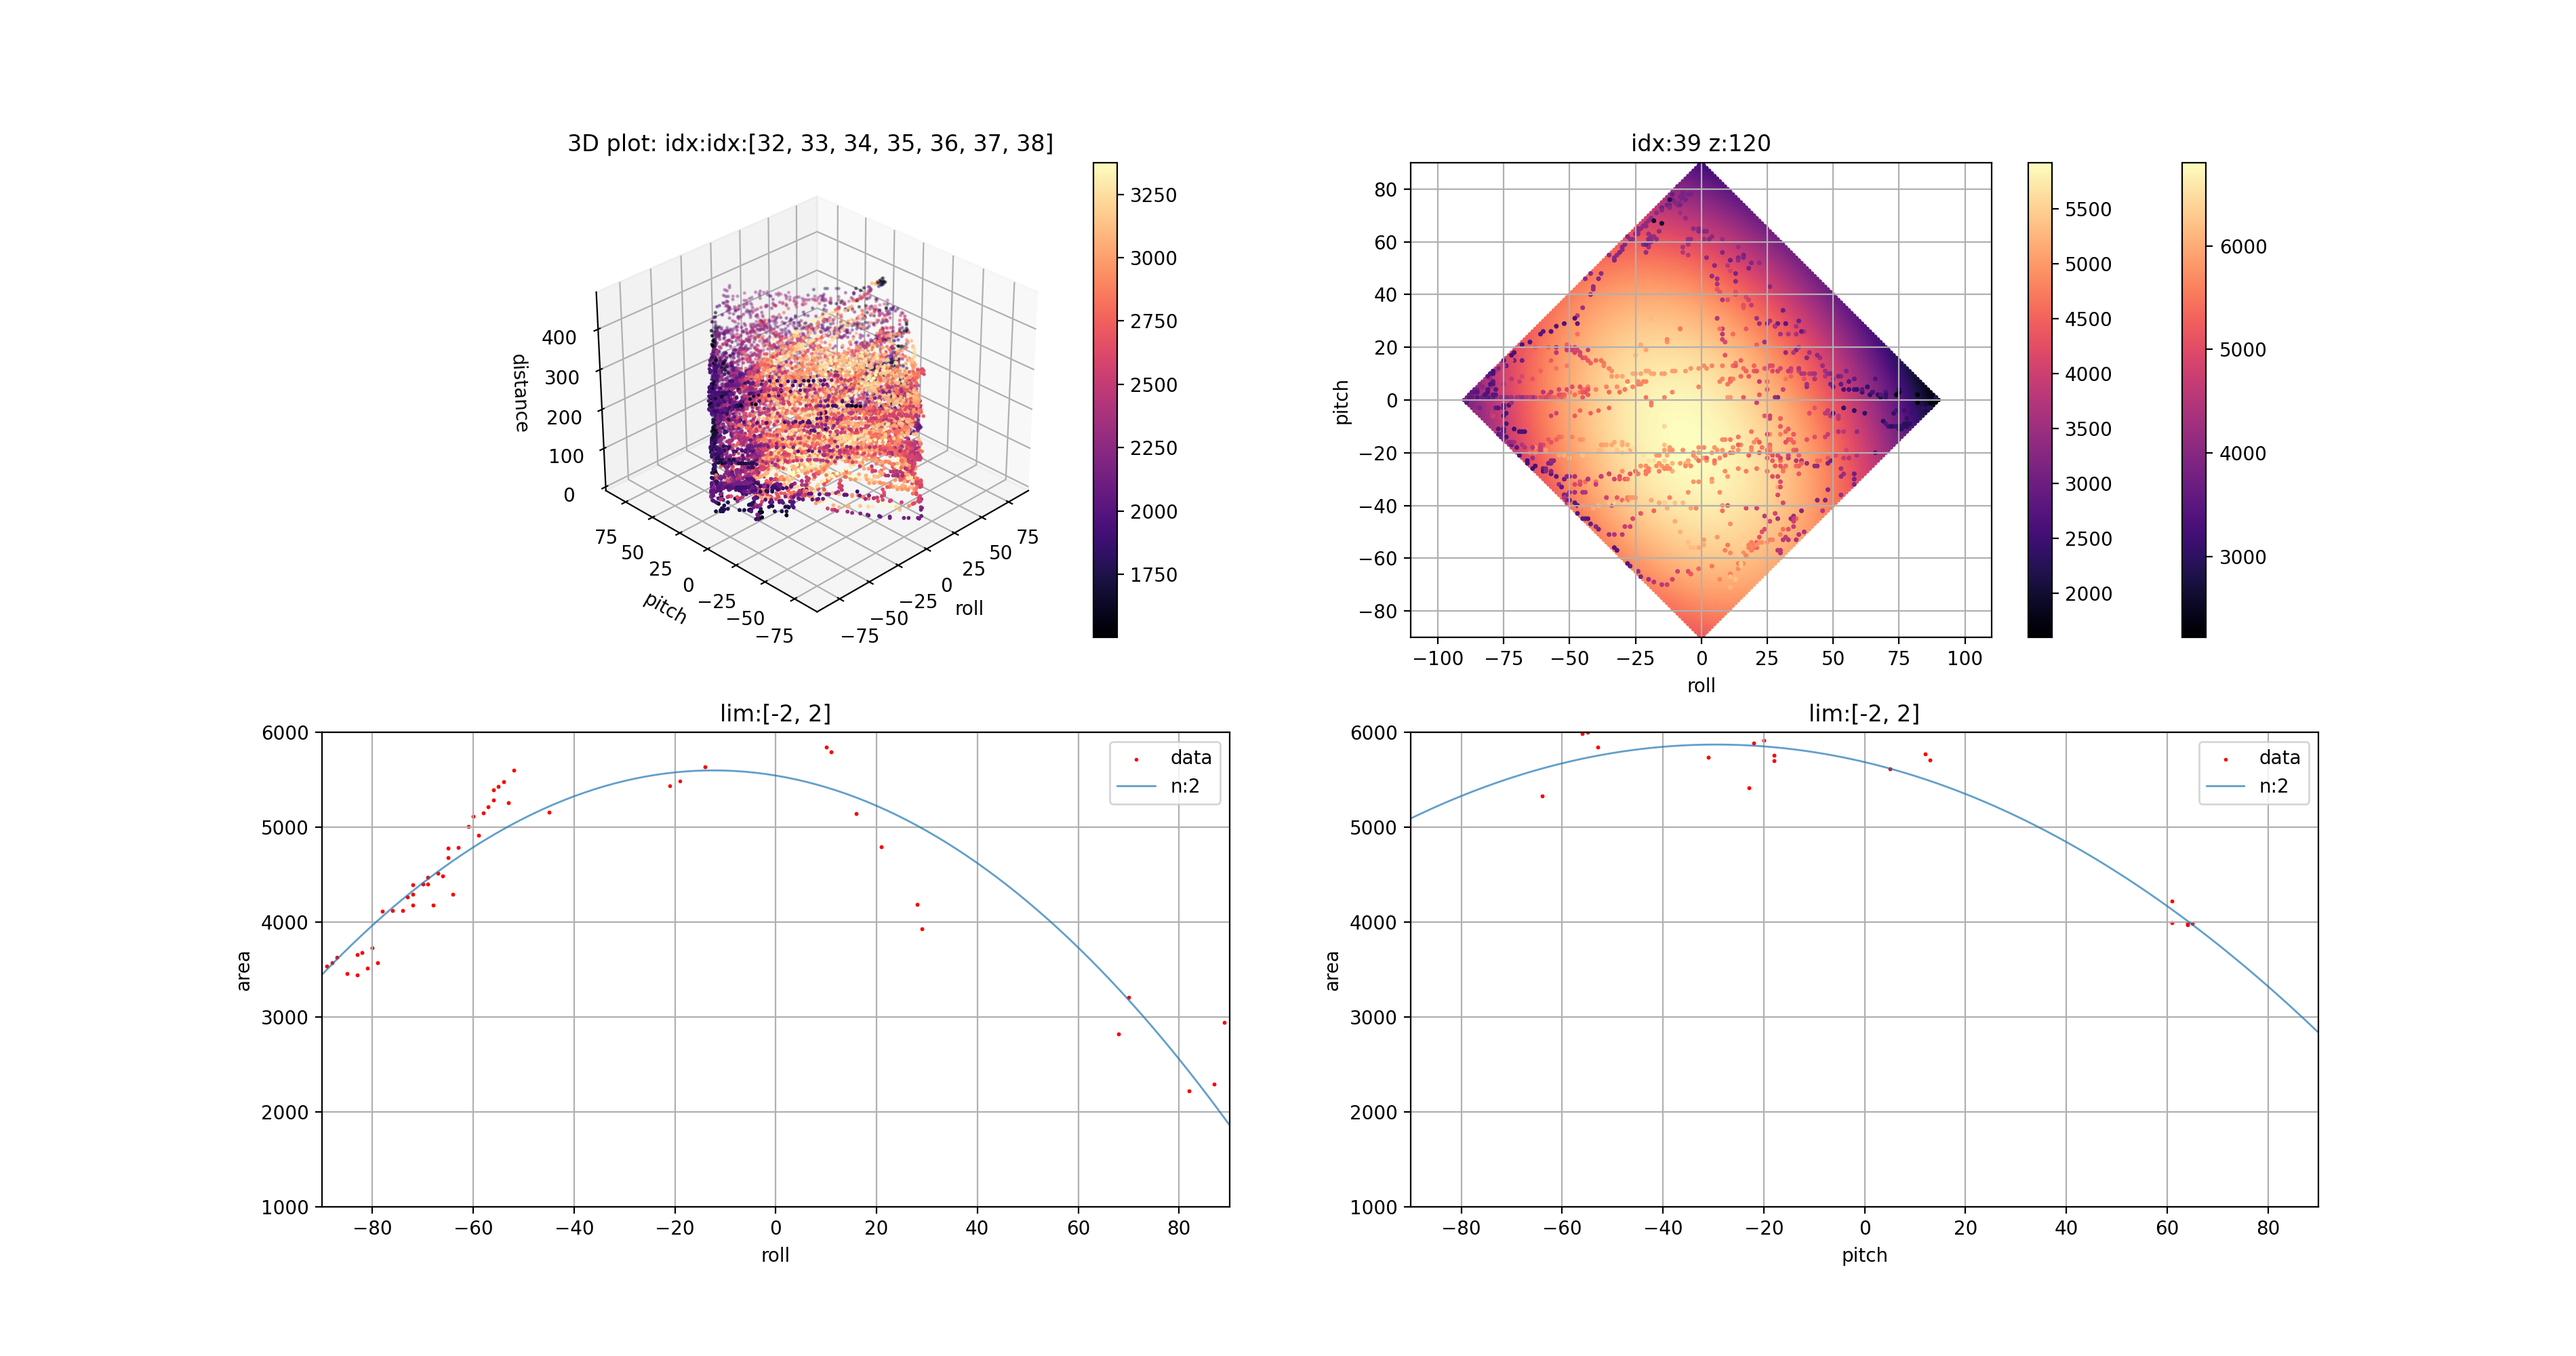 3D plot: idx:idx:[32, 33, 34, 35, 36, 37, 38]
distance
400
300
200
100
0
75
50
25
0
−25
−50
−75
pitch
−75
−50
−25
0
25
50
75
roll
3250
3000
2750
2500
2250
2000
1750
idx:39 z:120
pitch
80
60
40
20
0
−20
−40
−60
−80
−100 −75 −50 −25 0 25 50 75 100
roll
5500
5000
4500
4000
3500
3000
2500
2000
6000
5000
4000
3000
lim:[-2, 2]
area
6000
5000
4000
3000
2000
1000
data
n:2
−80 −60 −40 −20 0 20 40 60 80
roll
lim:[-2, 2]
area
6000
5000
4000
3000
2000
1000
data
n:2
−80 −60 −40 −20 0 20 40 60 80
pitch